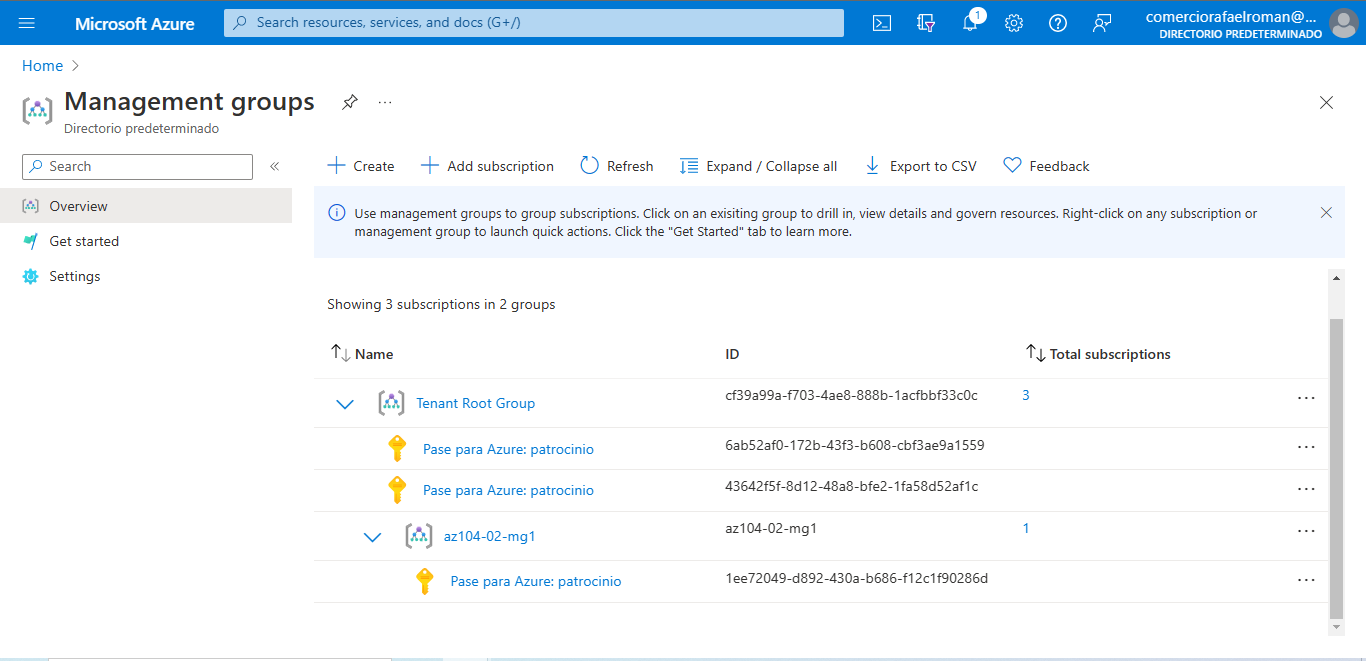 Microsoft Azure
Search resources, services, and docs (G+/)
1
comerciorafaelroman@...
DIRECTORIO PREDETERMINADO
Home
Management groups
...
Directorio predeterminado
Search
«
Overview
Get started
Settings
Create
Add subscription
Refresh
Expand / Collapse all
Export to CSV
Feedback
Use management groups to group subscriptions. Click on an exisiting group to drill in, view details and govern resources. Right-click on any subscription or
management group to launch quick actions. Click the "Get Started" tab to learn more.
Showing 3 subscriptions in 2 groups
Name ID Total subscriptions
Tenant Root Group cf39a99a-f703-4ae8-888b-1acfbbf33c0c 3 ...
Pase para Azure: patrocinio 6ab52af0-172b-43f3-b608-cbf3ae9a1559 ...
Pase para Azure: patrocinio 43642f5f-8d12-48a8-bfe2-1fa58d52af1c ...
az104-02-mg1 az104-02-mg1 1 ...
Pase para Azure: patrocinio 1ee72049-d892-430a-b686-f12c1f90286d ...